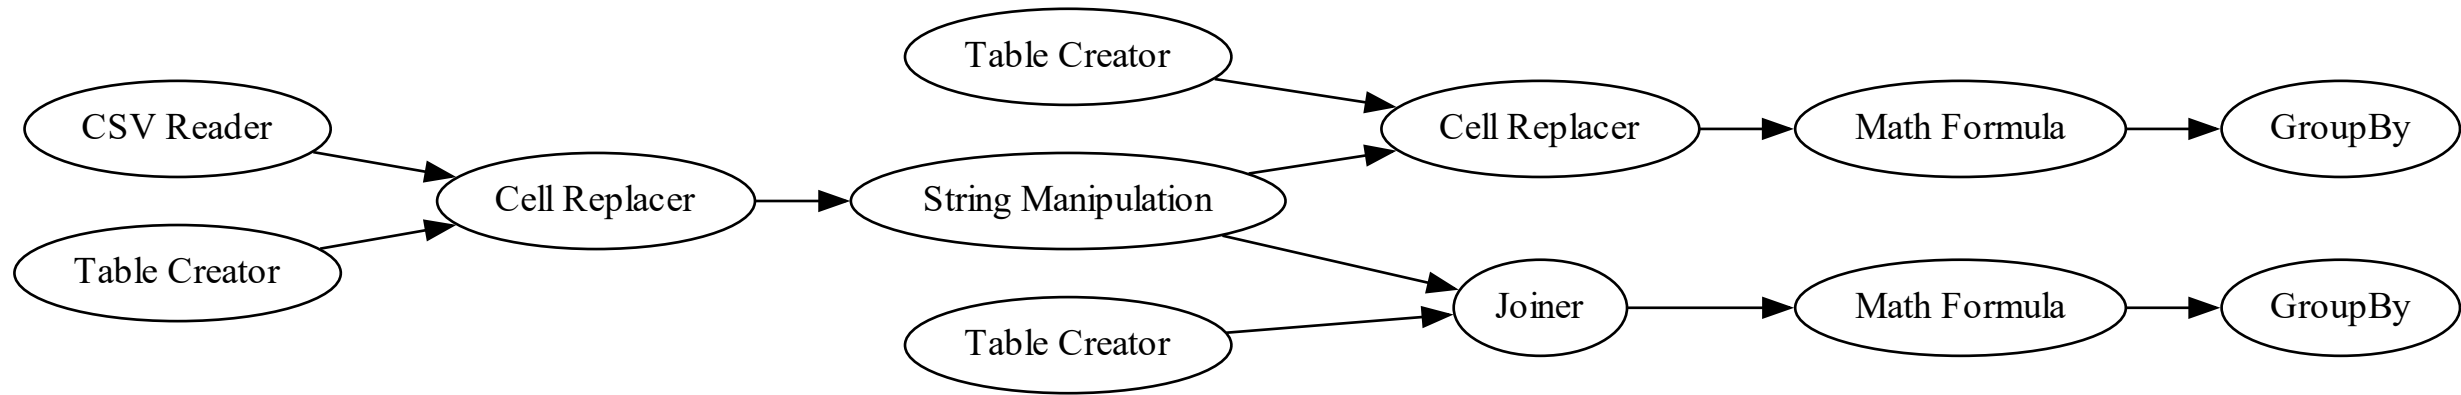 Table Creator
CSV Reader
Cell Replacer
Math Formula
GroupBy
Cell Replacer
String Manipulation
Table Creator
Joiner
Math Formula
GroupBy
Table Creator